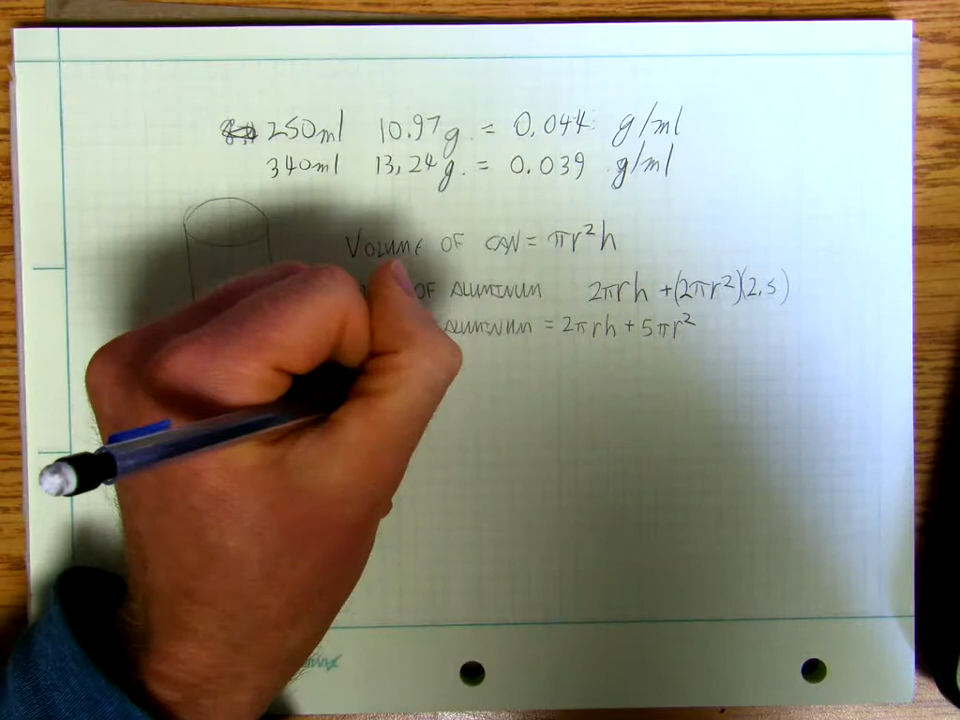 250ml 10.97g. = 0.044 g/ml
340ml 13,24g. = 0.039 g/ml
VOLUME OF CAN = πr²h
OF ALUMINUM 2πrh + (2πr²)(2.5)
ALUMINUM = 2πrh + 5πr²